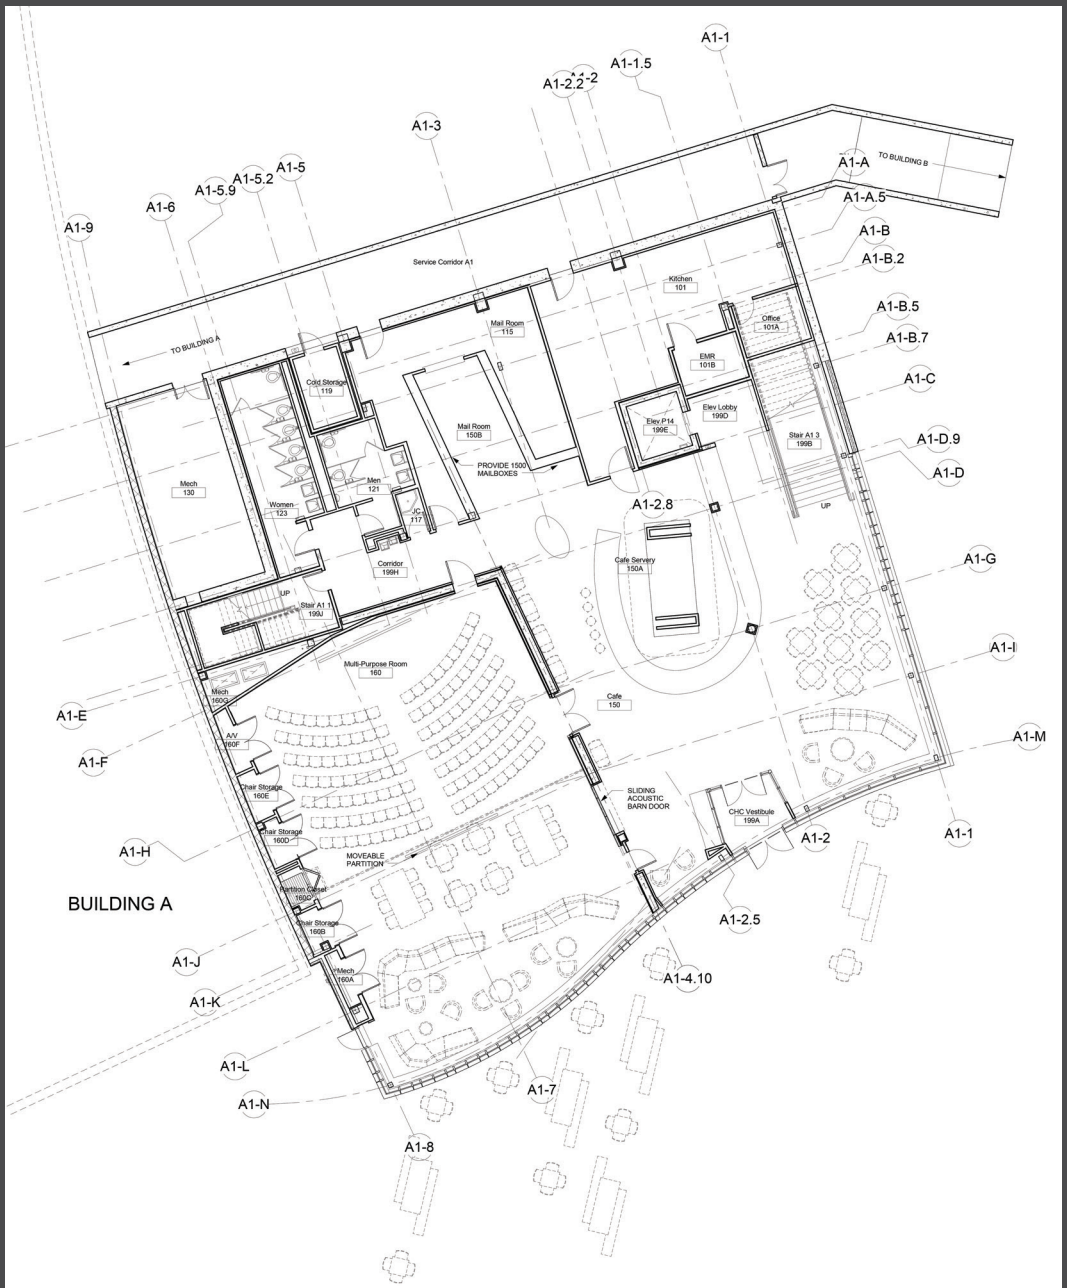 A1-1
A1-1.5
A1-2
A1-2.2
A1-3
A1-5
A1-5.2
A1-5.9
A1-6
A1-9
TO BUILDING B
A1-A
A1-A.5
A1-B
A1-B.2
A1-B.5
A1-B.7
A1-C
A1-D.9
A1-D
A1-G
A1-I
A1-M
Service Corridor A1
TO BUILDING A
Kitchen
101
Office
101A
Mail Room
115
EMR
101B
Cold Storage
119
Elev Lobby
199D
Elev P14
199E
Stair A1 3
199B
UP
Mail Room
150B
PROVIDE 1500
MAILBOXES
Mech
130
Men
121
Women
123
JC
117
A1-2.8
Corridor
199H
Cafe Servery
150A
UP
Stair A1 1
199J
Multi-Purpose Room
160
Mech
160G
Cafe
150
A1-E
A1-F
A/V
160F
Chair Storage
160E
SLIDING
ACOUSTIC
BARN DOOR
CHC Vestibule
199A
Chair Storage
160D
A1-2
A1-1
A1-H
MOVEABLE
PARTITION
Partition Closet
160C
BUILDING A
Chair Storage
160B
A1-2.5
A1-J
Mech
160A
A1-4.10
A1-K
A1-L
A1-7
A1-N
A1-8